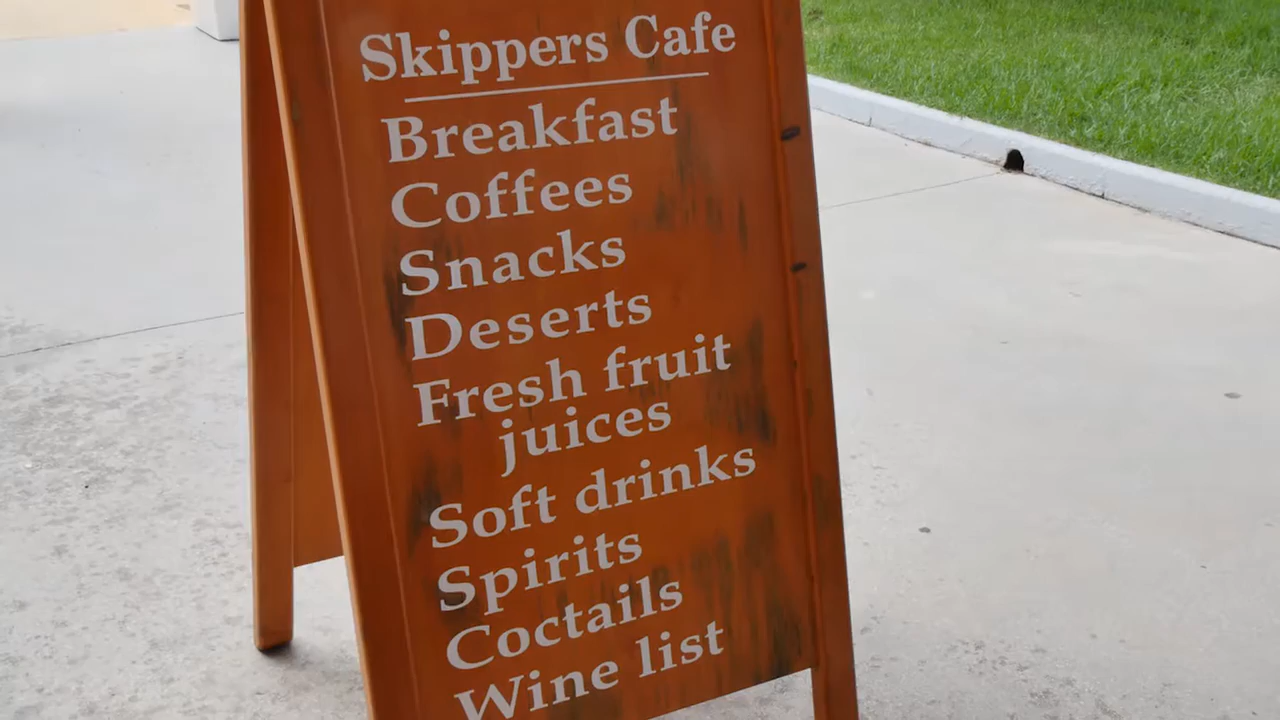 Skippers Cafe
Breakfast
Coffees
Snacks
Deserts
Fresh fruit
juices
Soft drinks
Spirits
Coctails
Wine list